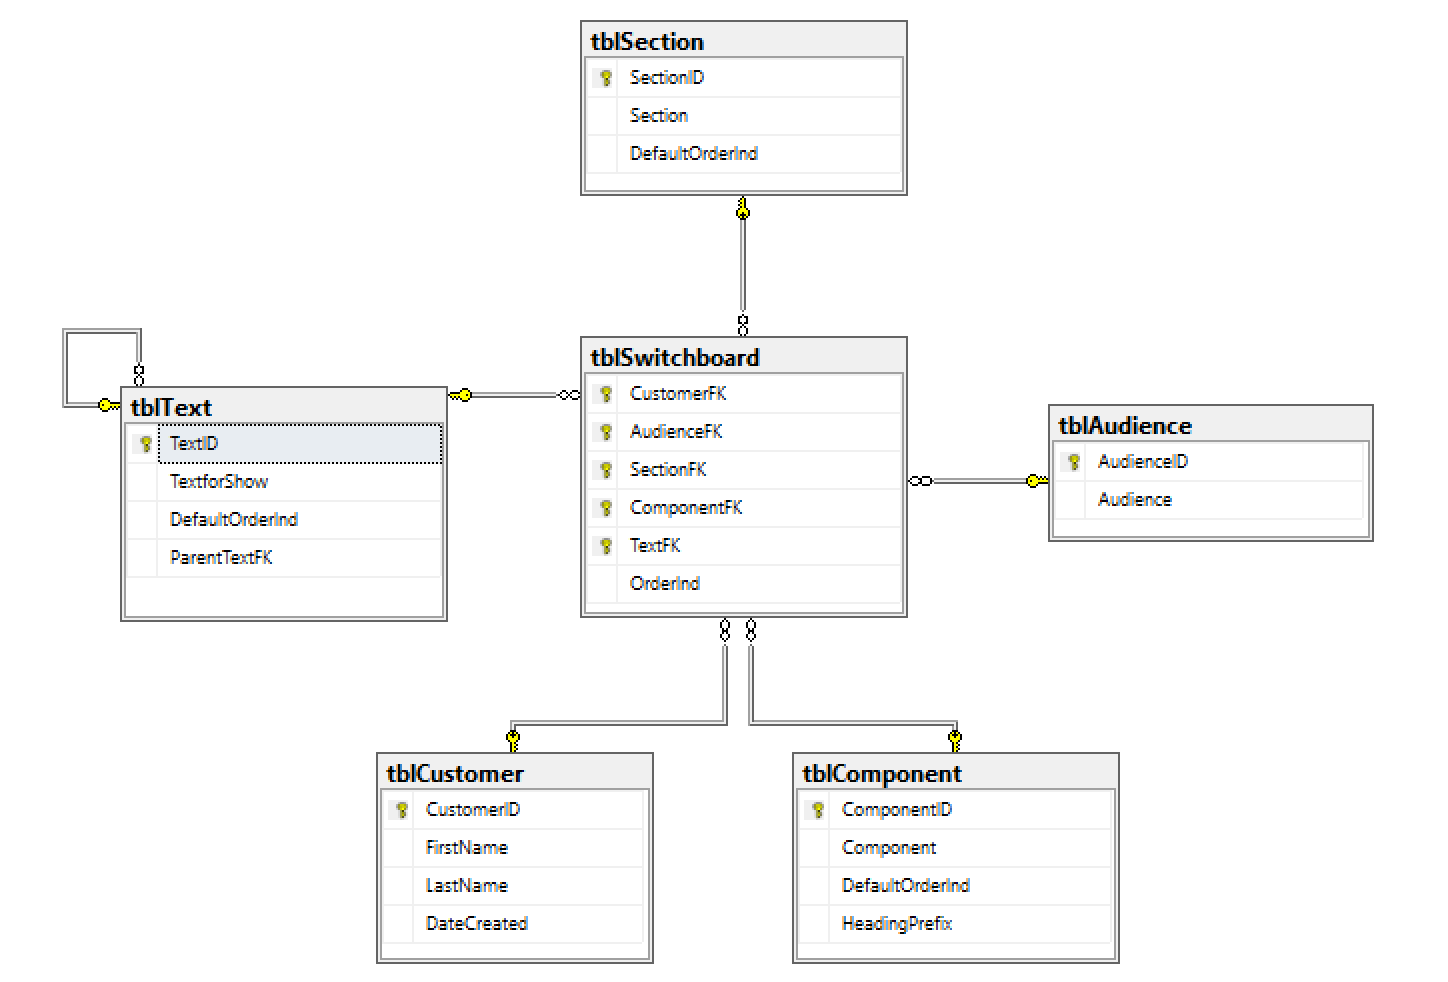 tblSection
SectionID
Section
DefaultOrderInd
tblText
TextID
TextforShow
DefaultOrderInd
ParentTextFK
tblSwitchboard
CustomerFK
AudienceFK
SectionFK
ComponentFK
TextFK
OrderInd
tblAudience
AudienceID
Audience
tblCustomer
CustomerID
FirstName
LastName
DateCreated
tblComponent
ComponentID
Component
DefaultOrderInd
HeadingPrefix